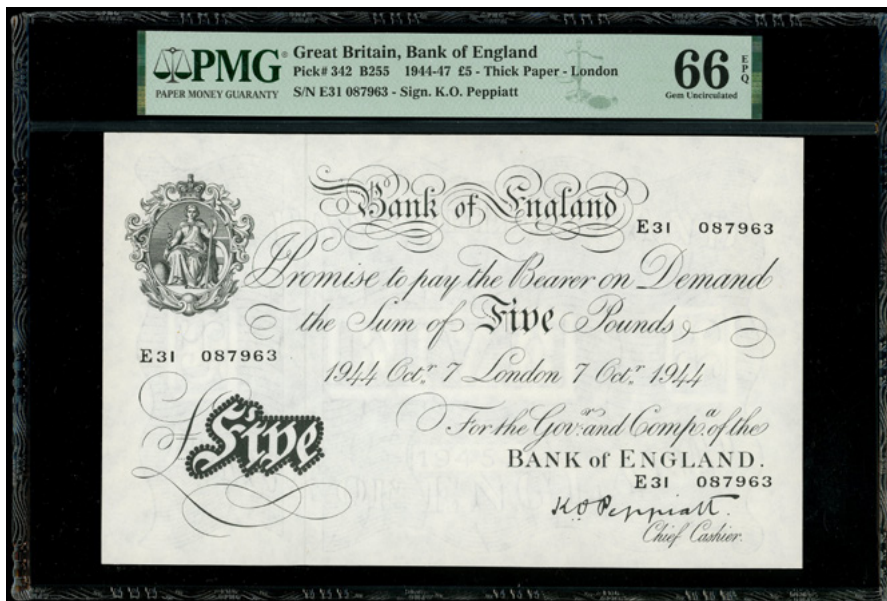 PMG
PAPER MONEY GUARANTY
Great Britain, Bank of England
Pick# 342 B255 1944-47 £5 - Thick Paper - London
S/N E31 087963 - Sign. K.O. Peppiatt
66 EPQ
Gem Uncirculated
Bank of England
E31 087963
I Promise to pay the Bearer on Demand
the Sum of Five Pounds
E31 087963
1944 Octr. 7 London 7 Octr. 1944
£Five
For the Govr. and Compa. of the
BANK of ENGLAND.
E31 087963
K O Peppiatt.
Chief Cashier.